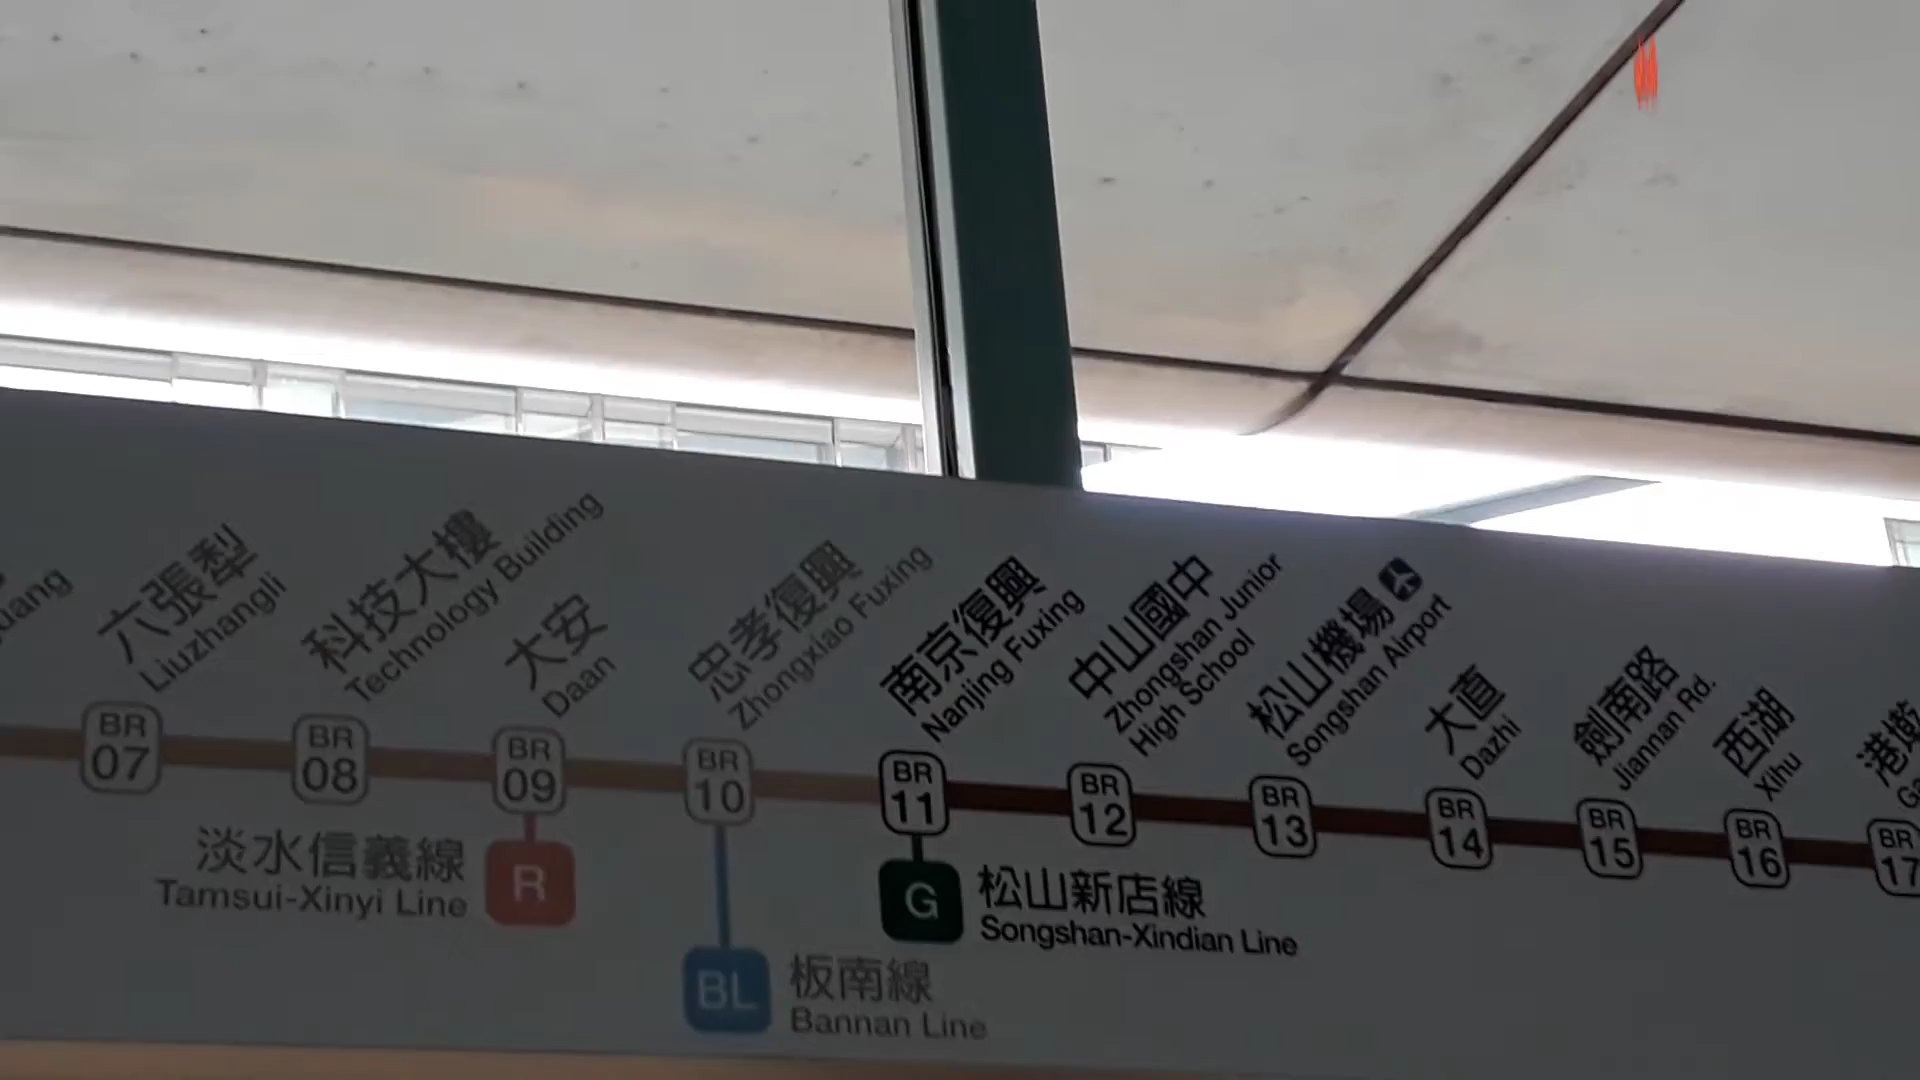 六張犁
Liuzhangli
科技大樓
Technology Building
大安
Daan
忠孝復興
Zhongxiao Fuxing
南京復興
Nanjing Fuxing
中山國中
Zhongshan Junior
High School
松山機場
Songshan Airport
大直
Dazhi
劍南路
Jiannan Rd.
西湖
Xihu
港墘
BR
07
BR
08
BR
09
BR
10
BR
11
BR
12
BR
13
BR
14
BR
15
BR
16
BR
17
淡水信義線
Tamsui-Xinyi Line
R
G
松山新店線
Songshan-Xindian Line
BL
板南線
Bannan Line